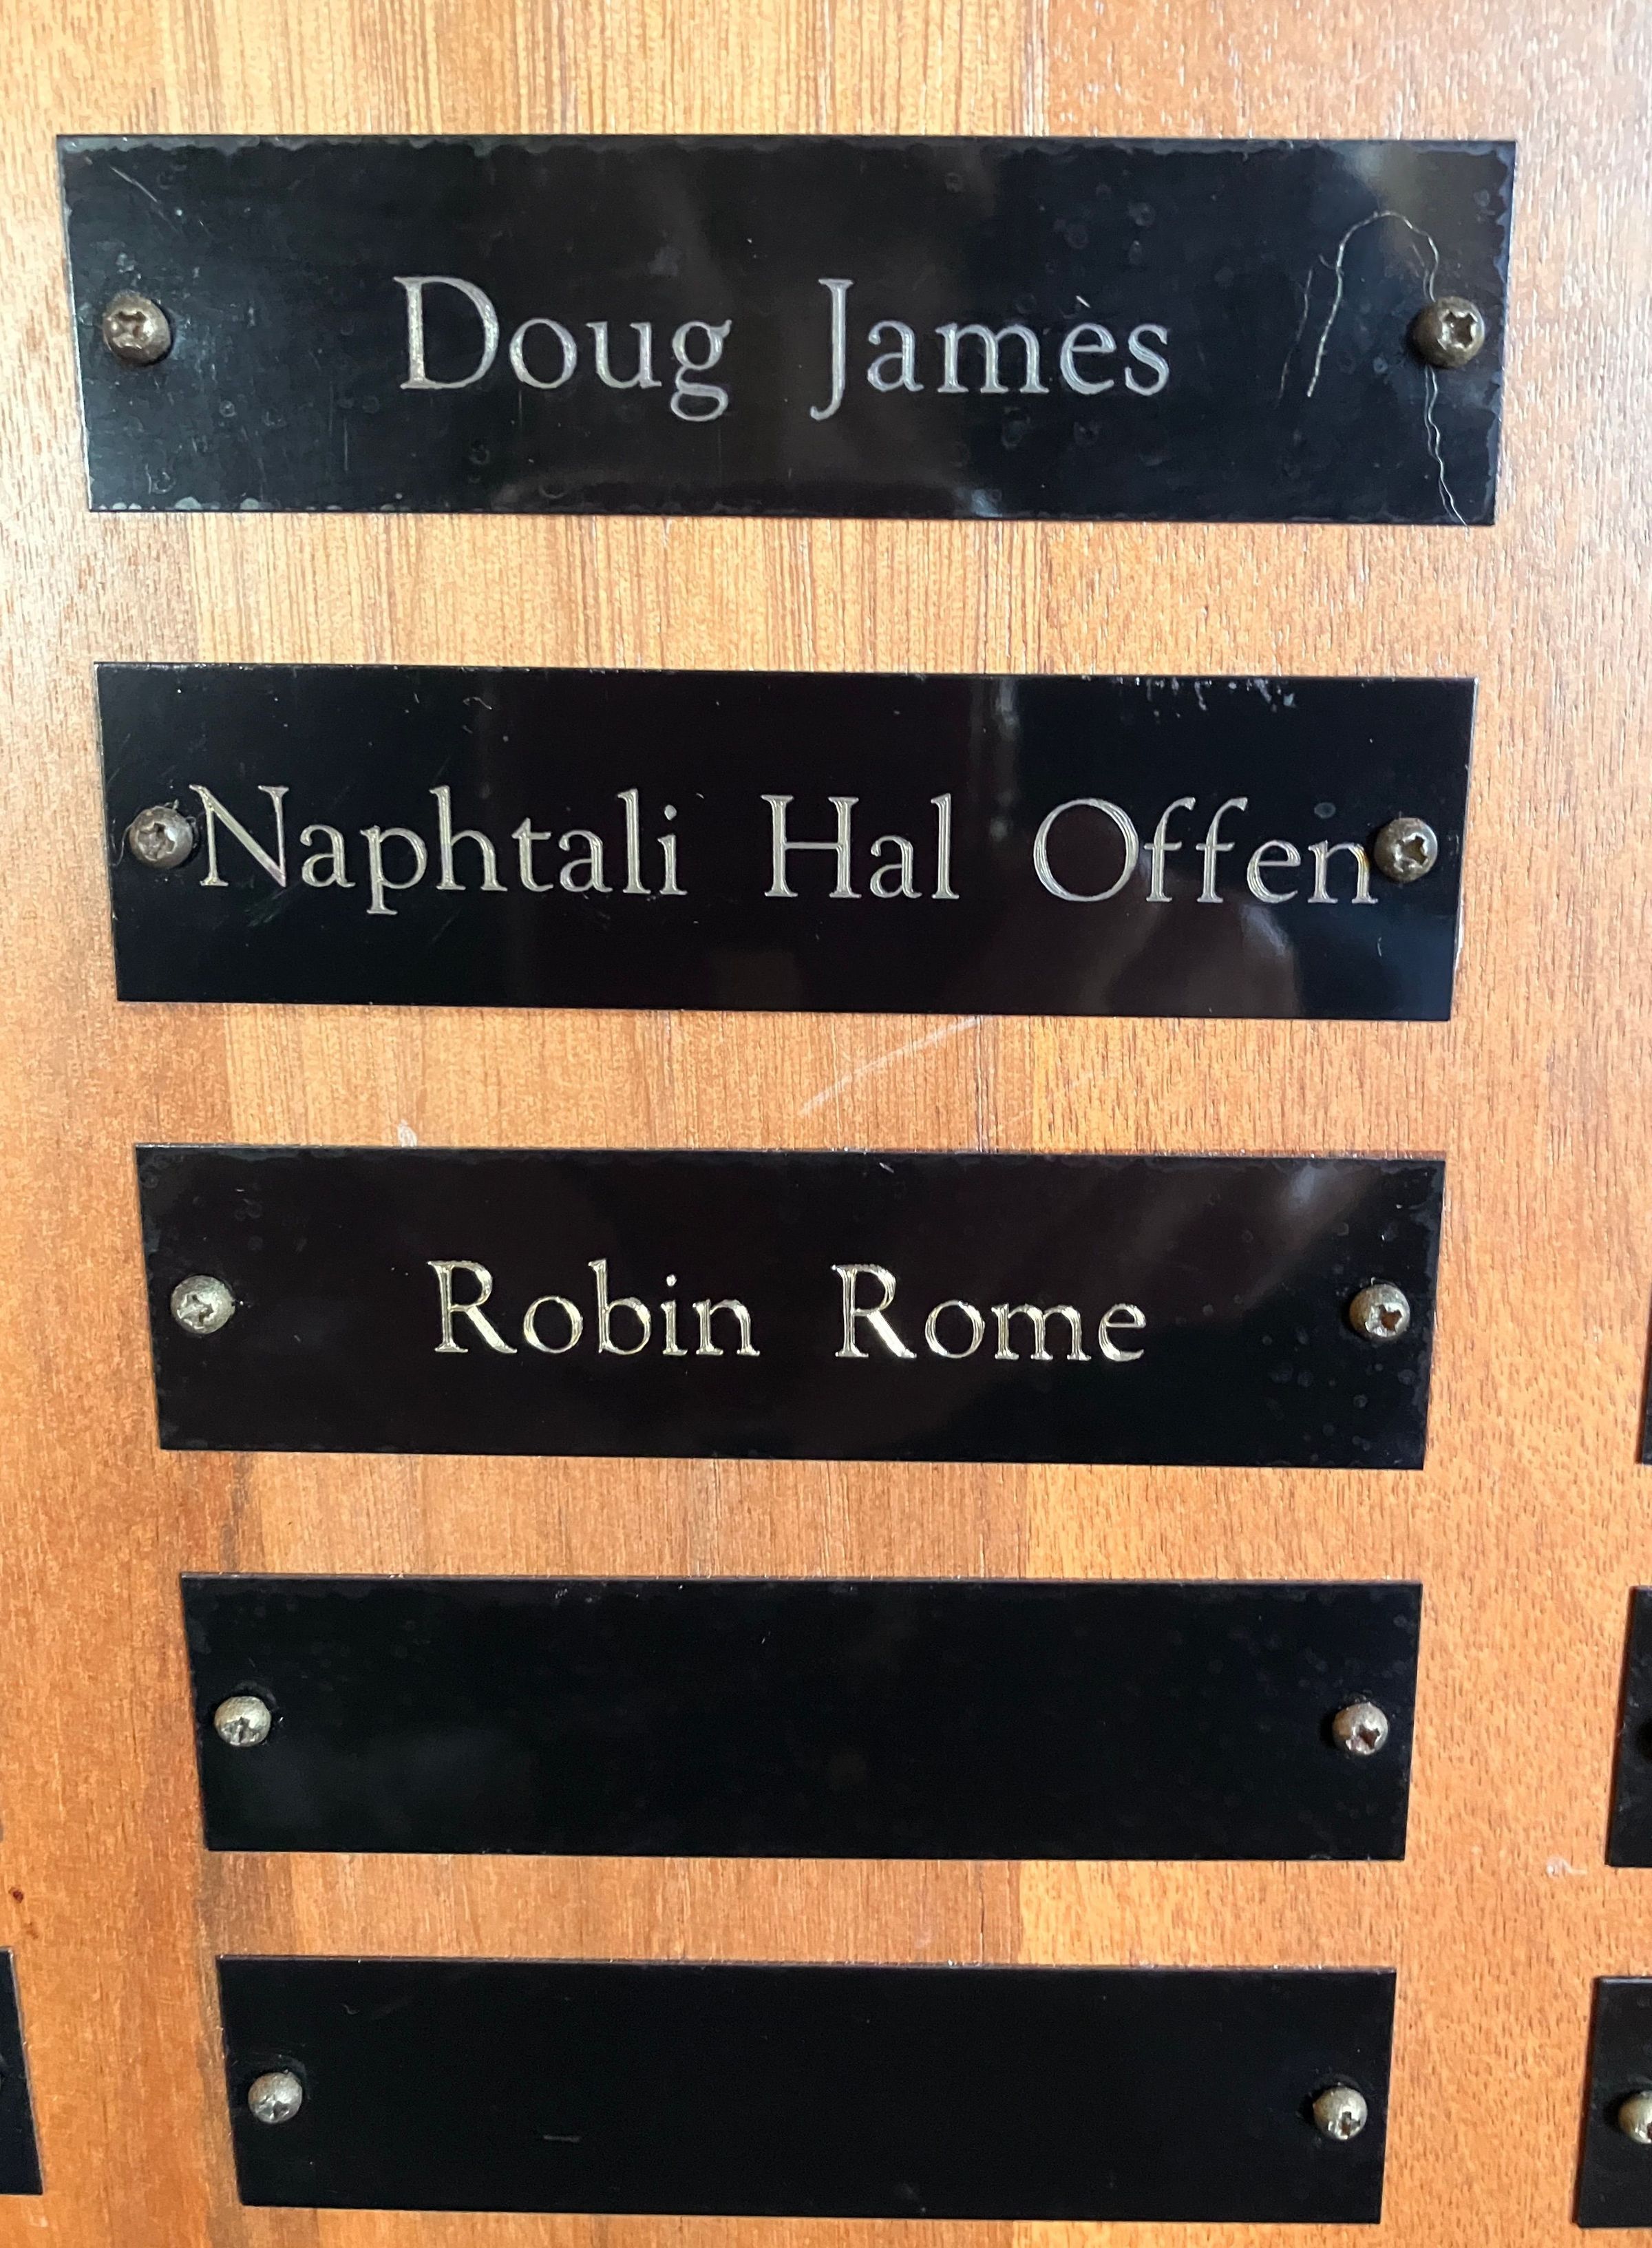 Doug James
Naphtali Hal Offen
Robin Rome